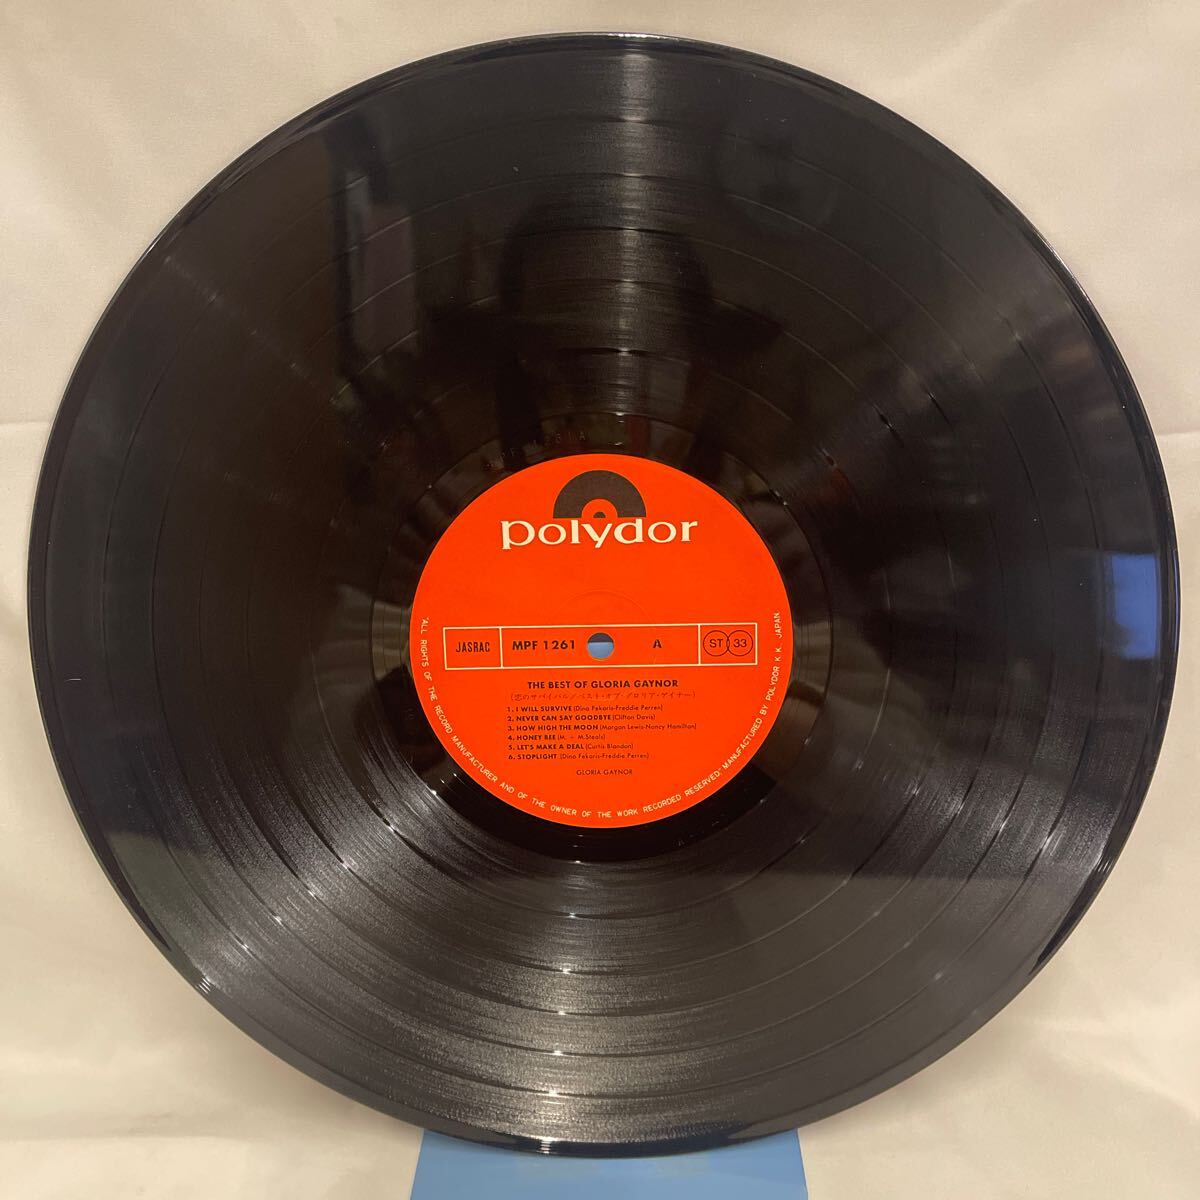 polydor
JASRAC MPF 1261 A ST 33
THE BEST OF GLORIA GAYNOR
(恋のサバイバル/ベスト・オブ・グロリア・ゲイナー)
1. I WILL SURVIVE (Dino Fekaris-Freddie Perren)
2. NEVER CAN SAY GOODBYE (Clifton Davis)
3. HOW HIGH THE MOON (Morgan Lewis-Nancy Hamilton)
4. HONEY BEE (M. + M.Steals)
5. LET'S MAKE A DEAL (Curtis Blandon)
6. STOPLIGHT (Dino Fekaris-Freddie Perren)
GLORIA GAYNOR
"ALL RIGHTS OF THE RECORD MANUFACTURER AND OF THE OWNER OF THE WORK RECORDED RESERVED" MANUFACTURED BY POLYDOR K.K. JAPAN